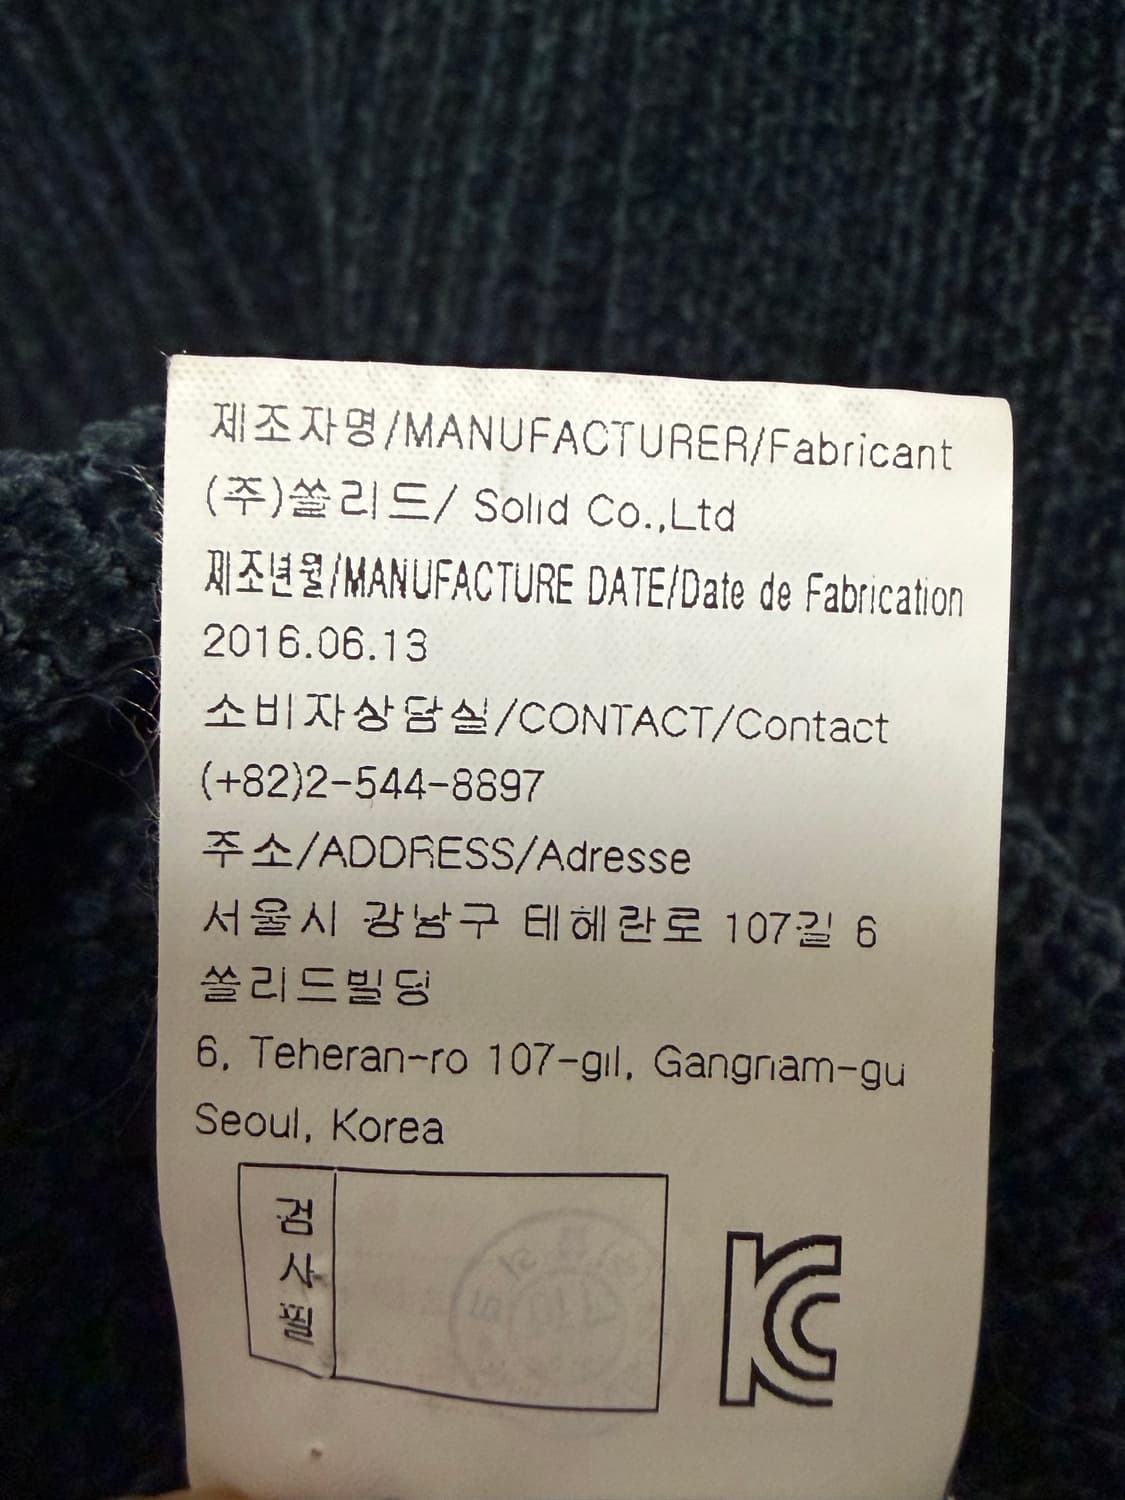 제조자명/MANUFACTURER/Fabricant
(주)쏠리드/ Solid Co.,Ltd
제조년월/MANUFACTURE DATE/Date de Fabrication
2016.06.13
소비자상담실/CONTACT/Contact
(+82)2-544-8897
주소/ADDRESS/Adresse
서울시 강남구 테헤란로 107길 6
쏠리드빌딩
6, Teheran-ro 107-gil, Gangnam-gu
Seoul, Korea
검사필
KC